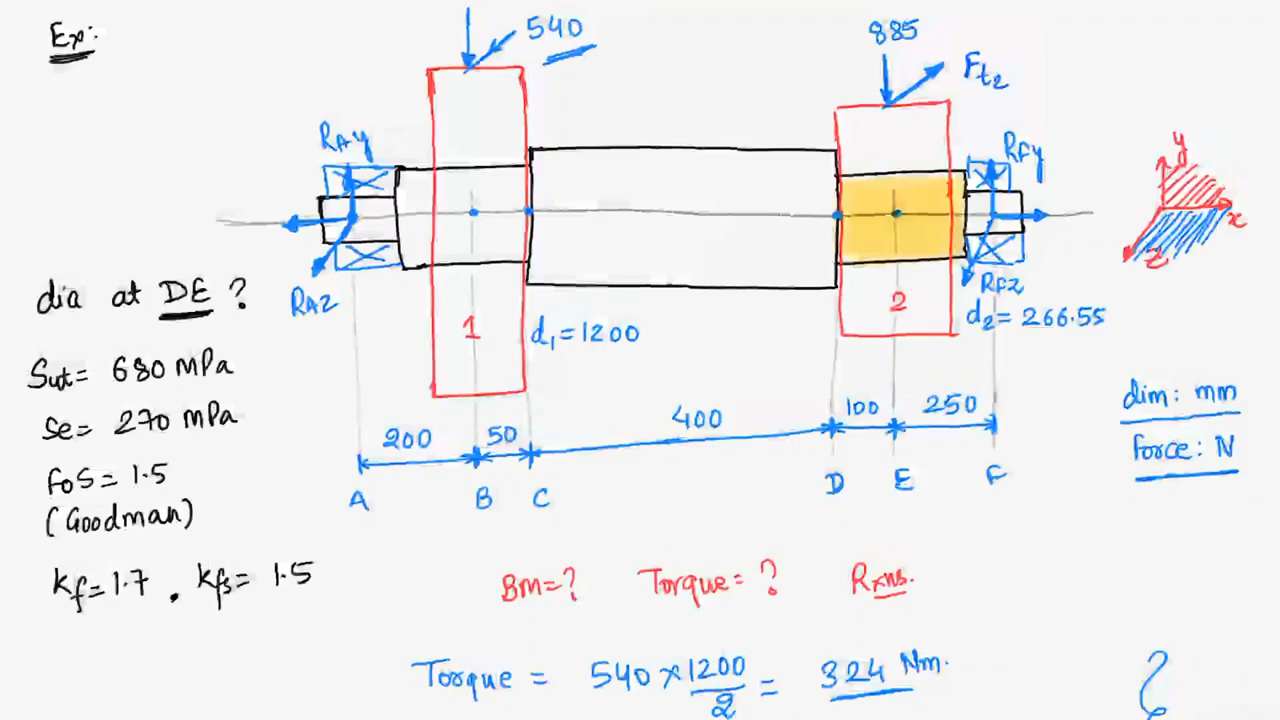 Ex:
540
885
Ft2
RAy
RFy
y
x
z
RAz
RFz
dia at DE ?
1
2
d1 = 1200
d2 = 266.55
Sut = 680 MPa
Se = 270 MPa
FoS = 1.5
(Goodman)
kf = 1.7 . kfs = 1.5
200
50
400
100
250
dim: mm
Force: N
A
B
C
D
E
F
BM = ?
Torque = ?
Rxns.
Torque = 540 × 1200/2 = 324 Nm.